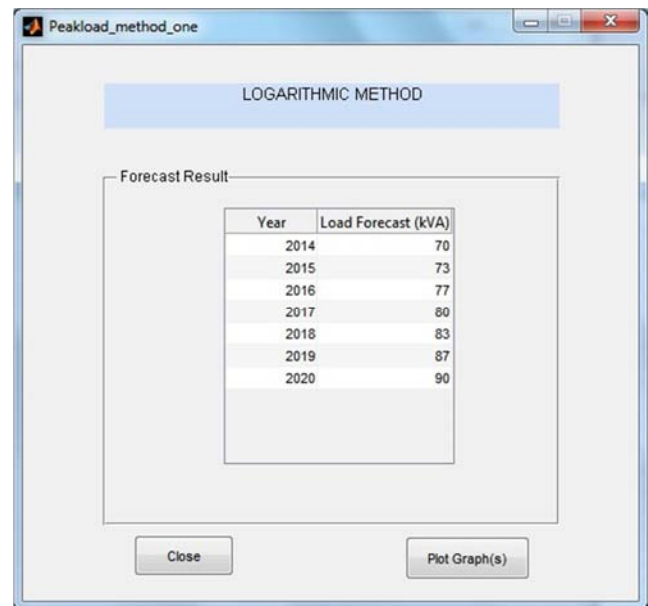 Peakload_method_one
LOGARITHMIC METHOD
Forecast Result
Year Load Forecast (kVA)
2014 70
2015 73
2016 77
2017 80
2018 83
2019 87
2020 90
Close Plot Graph(s)